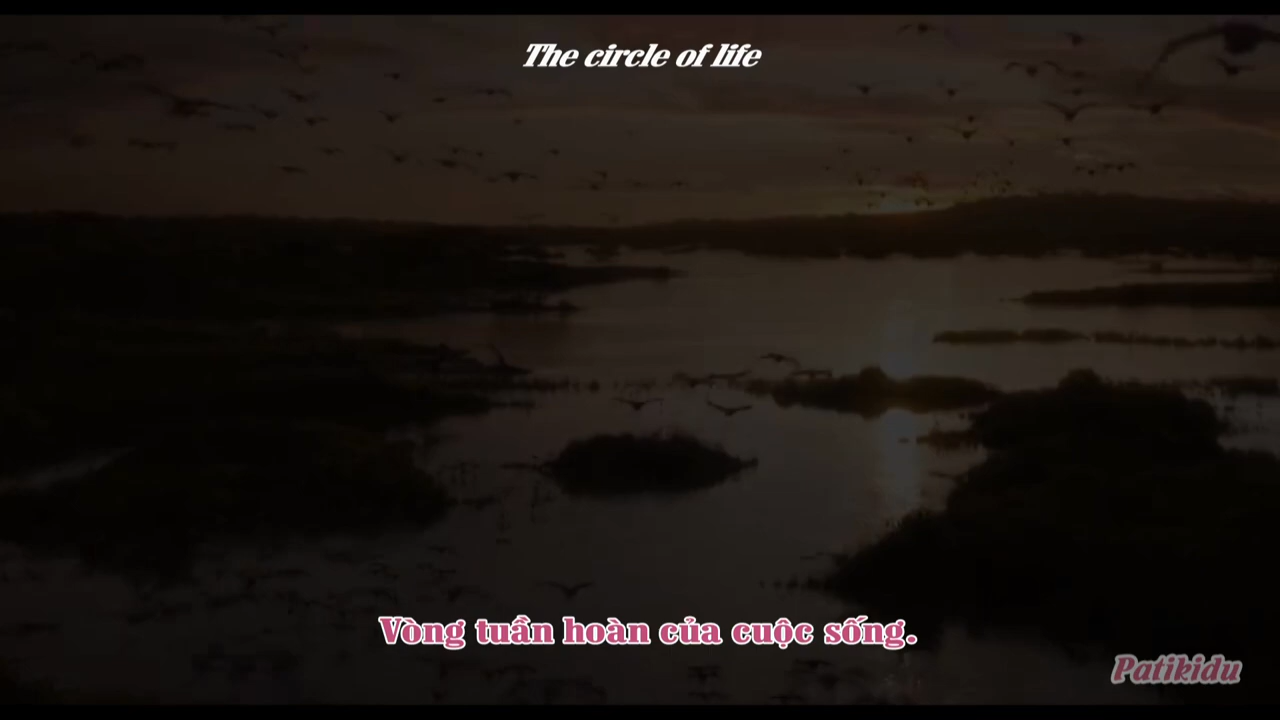 The circle of life
Vòng tuần hoàn của cuộc sống.
Patikidu